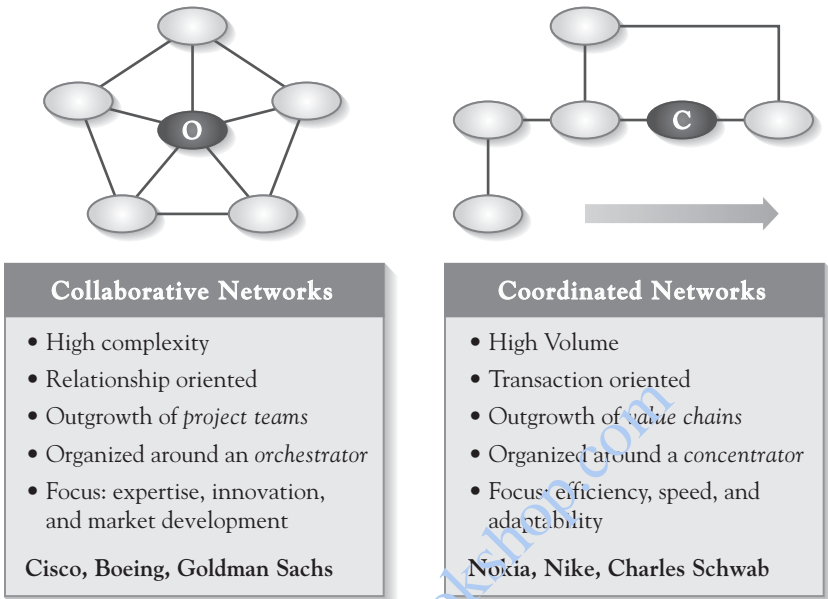 O
C
Collaborative Networks
• High complexity
• Relationship oriented
• Outgrowth of project teams
• Organized around an orchestrator
• Focus: expertise, innovation,
and market development
Cisco, Boeing, Goldman Sachs
Coordinated Networks
• High Volume
• Transaction oriented
• Outgrowth of value chains
• Organized around a concentrator
• Focus: efficiency, speed, and
adaptability
Nokia, Nike, Charles Schwab
kshop.com